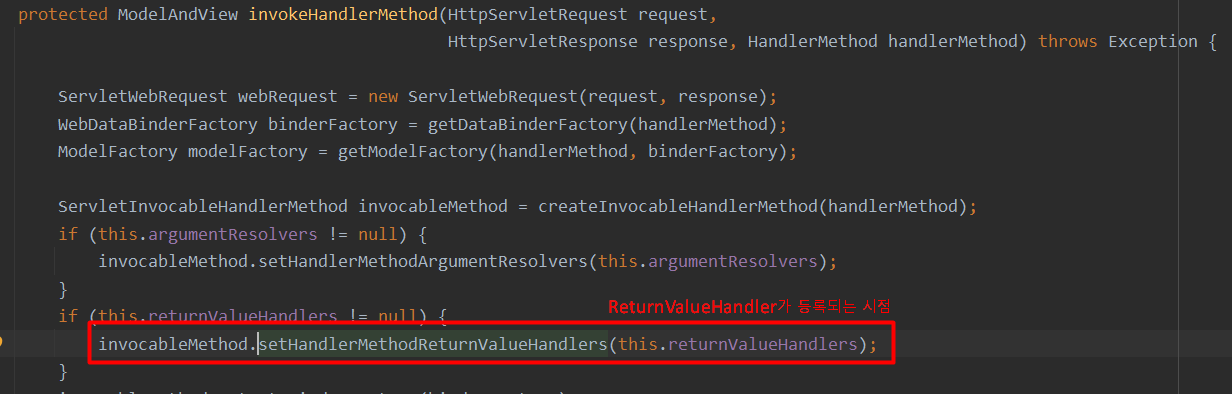 protected ModelAndView invokeHandlerMethod(HttpServletRequest request,
HttpServletResponse response, HandlerMethod handlerMethod) throws Exception {
ServletWebRequest webRequest = new ServletWebRequest(request, response);
WebDataBinderFactory binderFactory = getDataBinderFactory(handlerMethod);
ModelFactory modelFactory = getModelFactory(handlerMethod, binderFactory);
ServletInvocableHandlerMethod invocableMethod = createInvocableHandlerMethod(handlerMethod);
if (this.argumentResolvers != null) {
invocableMethod.setHandlerMethodArgumentResolvers(this.argumentResolvers);
}
if (this.returnValueHandlers != null) {
ReturnValueHandler가 등록되는 시점
invocableMethod.setHandlerMethodReturnValueHandlers(this.returnValueHandlers);
}